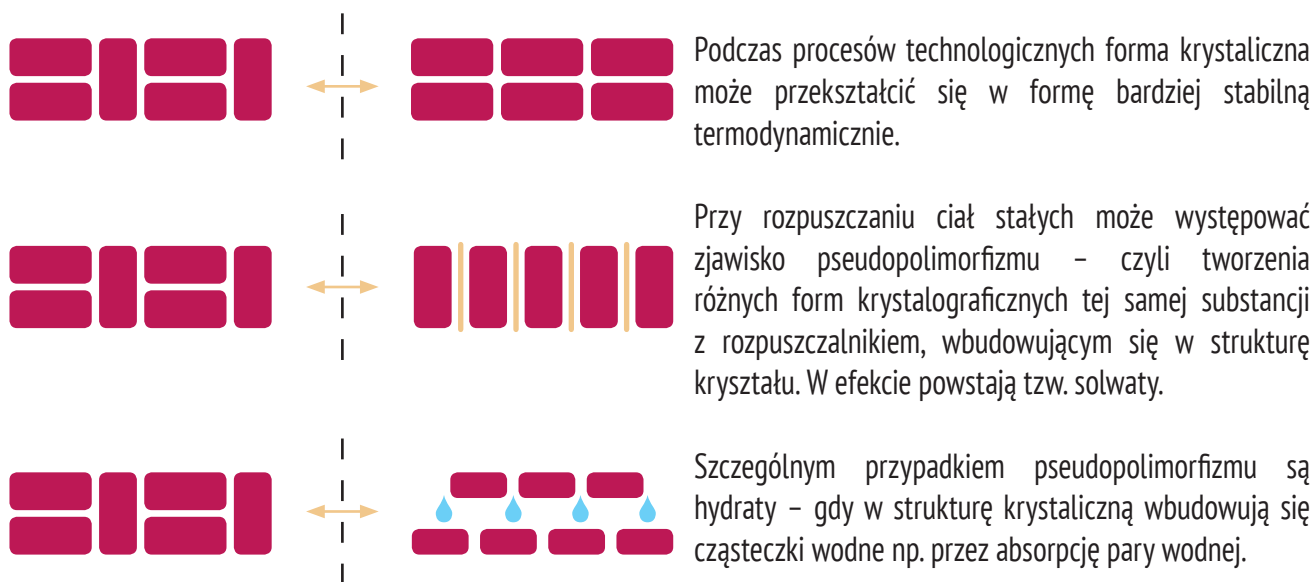 Podczas procesów technologicznych forma krystaliczna
może przekształcić się w formę bardziej stabilną
termodynamicznie.
Przy rozpuszczaniu ciał stałych może występować
zjawisko pseudopolimorfizmu – czyli tworzenia
różnych form krystalograficznych tej samej substancji
z rozpuszczalnikiem, wbudowującym się w strukturę
kryształu. W efekcie powstają tzw. solwaty.
Szczególnym przypadkiem pseudopolimorfizmu są
hydraty – gdy w strukturę krystaliczną wbudowują się
cząsteczki wodne np. przez absorpcję pary wodnej.